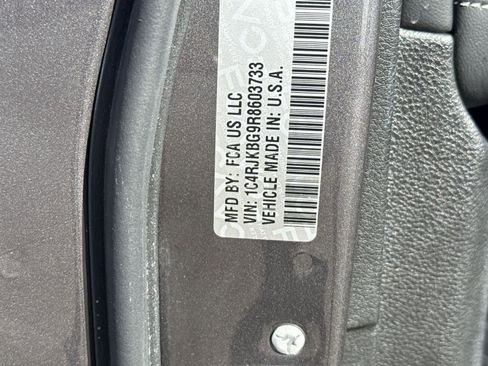 MFD BY: FCA US LLC
VIN: 1C4RJKBG9R8603733
VEHICLE MADE IN: U.S.A.